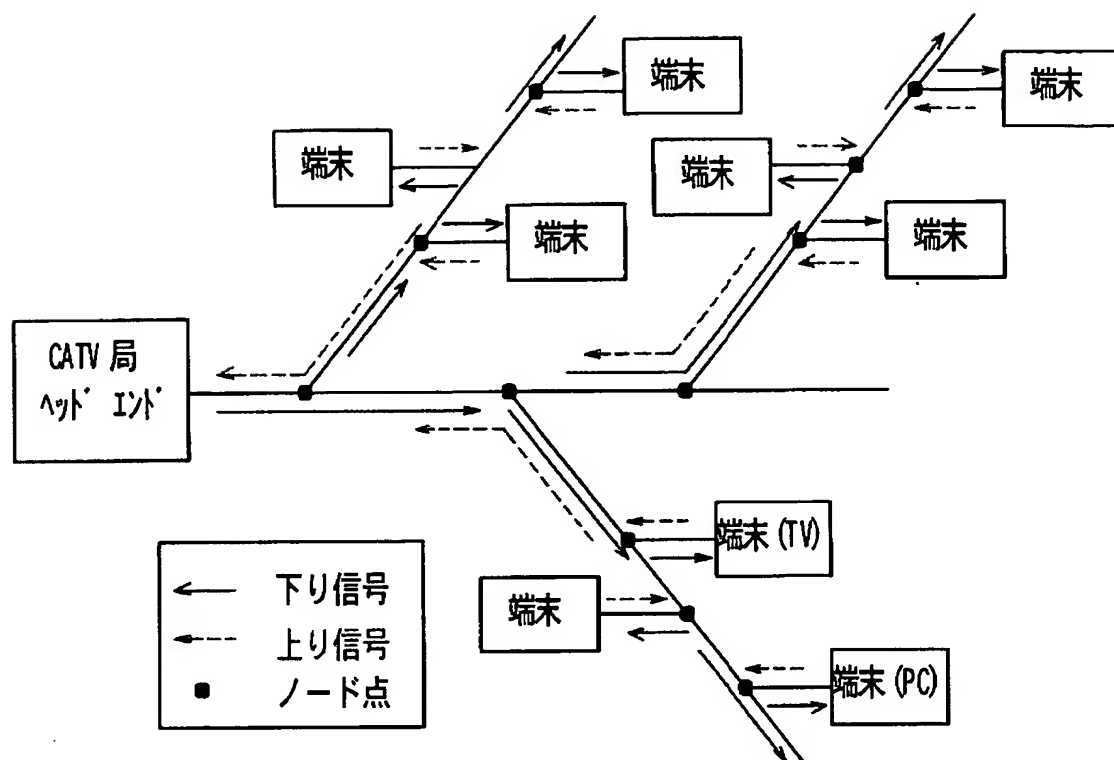 端末
端末
端末
端末
端末
端末
CATV 局
ヘッド エンド
端末 (TV)
端末
端末 (PC)
下り信号
上り信号
ノード点